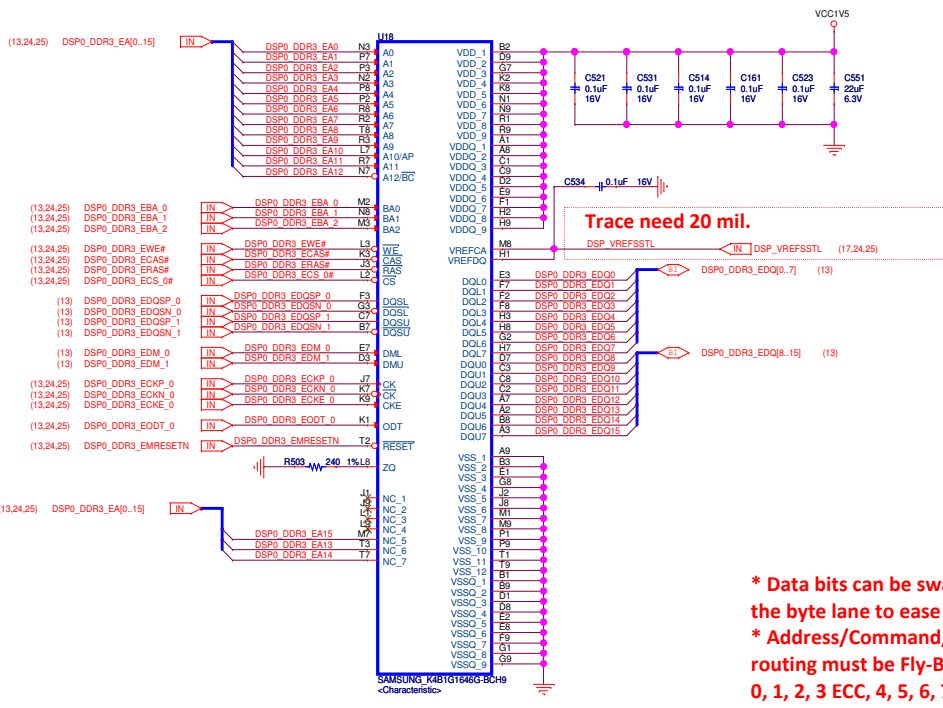 VCC1V5
U18
(13,24,25) DSP0_DDR3_EA[0..15] IN
DSP0_DDR3_EA0 N3 A0
DSP0_DDR3_EA1 P7 A1
DSP0_DDR3_EA2 P3 A2
DSP0_DDR3_EA3 N2 A3
DSP0_DDR3_EA4 P8 A4
DSP0_DDR3_EA5 P2 A5
DSP0_DDR3_EA6 R8 A6
DSP0_DDR3_EA7 R2 A7
DSP0_DDR3_EA8 T8 A8
DSP0_DDR3_EA9 R3 A9
DSP0_DDR3_EA10 L7 A10/AP
DSP0_DDR3_EA11 R7 A11
DSP0_DDR3_EA12 N7 A12/BC
(13,24,25) DSP0_DDR3_EBA_0 IN DSP0_DDR3_EBA_0 M2 BA0
(13,24,25) DSP0_DDR3_EBA_1 IN DSP0_DDR3_EBA_1 N8 BA1
(13,24,25) DSP0_DDR3_EBA_2 IN DSP0_DDR3_EBA_2 M3 BA2
(13,24,25) DSP0_DDR3_EWE# IN DSP0_DDR3_EWE# L3 WE
(13,24,25) DSP0_DDR3_ECAS# IN DSP0_DDR3_ECAS# K3 CAS
(13,24,25) DSP0_DDR3_ERAS# IN DSP0_DDR3_ERAS# J3 RAS
(13,24,25) DSP0_DDR3_ECS_0# IN DSP0_DDR3_ECS_0# L2 CS
(13) DSP0_DDR3_EDQSP_0 IN DSP0_DDR3_EDQSP_0 F3 DQSL
(13) DSP0_DDR3_EDQSN_0 IN DSP0_DDR3_EDQSN_0 G3 DQSL
(13) DSP0_DDR3_EDQSP_1 IN DSP0_DDR3_EDQSP_1 C7 DQSU
(13) DSP0_DDR3_EDQSN_1 IN DSP0_DDR3_EDQSN_1 B7 DQSU
(13) DSP0_DDR3_EDM_0 IN DSP0_DDR3_EDM_0 E7 DML
(13) DSP0_DDR3_EDM_1 IN DSP0_DDR3_EDM_1 D3 DMU
(13,24,25) DSP0_DDR3_ECKP_0 IN DSP0_DDR3_ECKP_0 J7 CK
(13,24,25) DSP0_DDR3_ECKN_0 IN DSP0_DDR3_ECKN_0 K7 CK
(13,24,25) DSP0_DDR3_ECKE_0 IN DSP0_DDR3_ECKE_0 K9 CKE
(13,24,25) DSP0_DDR3_EODT_0 IN DSP0_DDR3_EODT_0 K1 ODT
(13,24,25) DSP0_DDR3_EMRESETN IN DSP0_DDR3_EMRESETN T2 RESET
R503 240 1% L8 ZQ
J1 NC_1
NC_2
NC_3
L9 NC_4
(13,24,25) DSP0_DDR3_EA[0..15] IN
DSP0_DDR3_EA15 M7 NC_5
DSP0_DDR3_EA13 T3 NC_6
DSP0_DDR3_EA14 T7 NC_7
VDD_1 B2
VDD_2 D9
VDD_3 G7
VDD_4 K2
VDD_5 K8
VDD_6 N1
VDD_7 N9
VDD_8 R1
VDD_9 R9
VDDQ_1 A1
VDDQ_2 A8
VDDQ_3 C1
VDDQ_4 C9
VDDQ_5 D2
VDDQ_6 E9
VDDQ_7 F1
VDDQ_8 H2
VDDQ_9 H9
C521 0.1uF 16V
C531 0.1uF 16V
C514 0.1uF 16V
C161 0.1uF 16V
C523 0.1uF 16V
C551 22uF 6.3V
C534 0.1uF 16V
Trace need 20 mil.
VREFCA M8 DSP_VREFSSTL IN DSP_VREFSSTL (17,24,25)
VREFDQ H1
DQL0 E3 DSP0_DDR3_EDQ0
BI DSP0_DDR3_EDQ[0..7] (13)
DQL1 F7 DSP0_DDR3_EDQ1
DQL2 F2 DSP0_DDR3_EDQ2
DQL3 F8 DSP0_DDR3_EDQ3
DQL4 H3 DSP0_DDR3_EDQ4
DQL5 H8 DSP0_DDR3_EDQ5
DQL6 G2 DSP0_DDR3_EDQ6
DQL7 H7 DSP0_DDR3_EDQ7
DQU0 D7 DSP0_DDR3_EDQ8
BI DSP0_DDR3_EDQ[8..15] (13)
DQU1 C3 DSP0_DDR3_EDQ9
DQU2 C8 DSP0_DDR3_EDQ10
DQU3 C2 DSP0_DDR3_EDQ11
DQU4 A7 DSP0_DDR3_EDQ12
DQU5 A2 DSP0_DDR3_EDQ13
DQU6 B8 DSP0_DDR3_EDQ14
DQU7 A3 DSP0_DDR3_EDQ15
VSS_1 A9
VSS_2 B3
VSS_3 E1
VSS_4 G8
VSS_5 J2
VSS_6 J8
VSS_7 M1
VSS_8 M9
VSS_9 P1
VSS_10 P9
VSS_11 T1
VSS_12 T9
VSSQ_1 B1
VSSQ_2 B9
VSSQ_3 D1
VSSQ_4 D8
VSSQ_5 E2
VSSQ_6 E8
VSSQ_7 F9
VSSQ_8 G1
VSSQ_9 G9
SAMSUNG_K4B1G1646G-BCH9
<Characteristic>
* Data bits can be swa
the byte lane to ease
* Address/Command,
routing must be Fly-B
0, 1, 2, 3 ECC, 4, 5, 6, 7